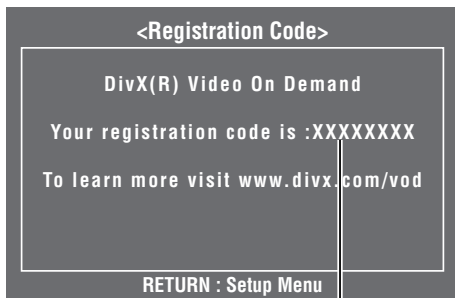 <Registration Code>
DivX(R) Video On Demand
Your registration code is :XXXXXXXX
To learn more visit www.divx.com/vod
RETURN : Setup Menu